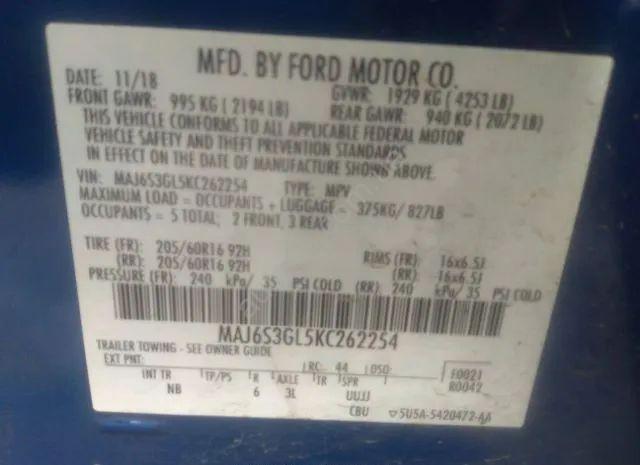 MFD. BY FORD MOTOR CO.
DATE: 11/18 GVWR: 1929 KG ( 4253 LB)
FRONT GAWR: 995 KG ( 2194 LB) REAR GAWR: 940 KG ( 2072 LB)
THIS VEHICLE CONFORMS TO ALL APPLICABLE FEDERAL MOTOR
VEHICLE SAFETY AND THEFT PREVENTION STANDARDS
IN EFFECT ON THE DATE OF MANUFACTURE SHOWN ABOVE.
VIN: MAJ6S3GL5KC262254 TYPE: MPV
MAXIMUM LOAD = OCCUPANTS + LUGGAGE = 375KG/ 827LB
OCCUPANTS = 5 TOTAL; 2 FRONT, 3 REAR
TIRE (FR): 205/60R16 92H RIMS (FR): 16x6.5J
(RR): 205/60R16 92H (RR): 16x6.5J
PRESSURE (FR): 240 kPa/ 35 PSI COLD (RR): 240 kPa/ 35 PSI COLD
MAJ6S3GL5KC262254
TRAILER TOWING - SEE OWNER GUIDE
EXT PNT: RC: 44 DSO: F0021
R0042
INT TR TP/PS R AXLE TR SPR
NB 6 3L UUJJ
CBU 5U5A-5420472-AA